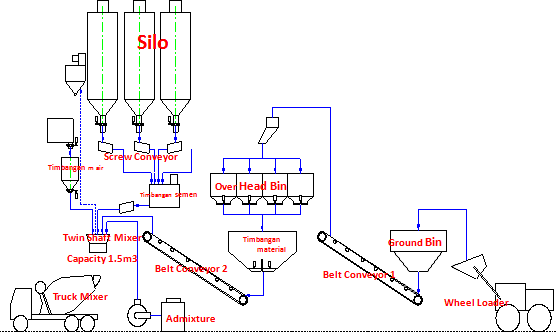 Silo
Screw Conveyor
Timbangan m air
Timbangan semen
Over Head Bin
Twin Shaft Mixer
Capacity 1.5m3
Timbangan
material
Ground Bin
Belt Conveyor 2
Belt Conveyor 1
Truck Mixer
Admixture
Wheel Loader